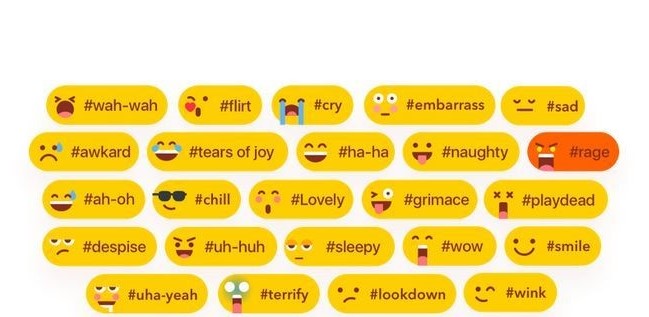 #wah-wah #flirt #cry #embarrass #sad
#awkard #tears of joy #ha-ha #naughty #rage
#ah-oh #chill #Lovely #grimace #playdead
#despise #uh-huh #sleepy #wow #smile
#uha-yeah #terrify #lookdown #wink